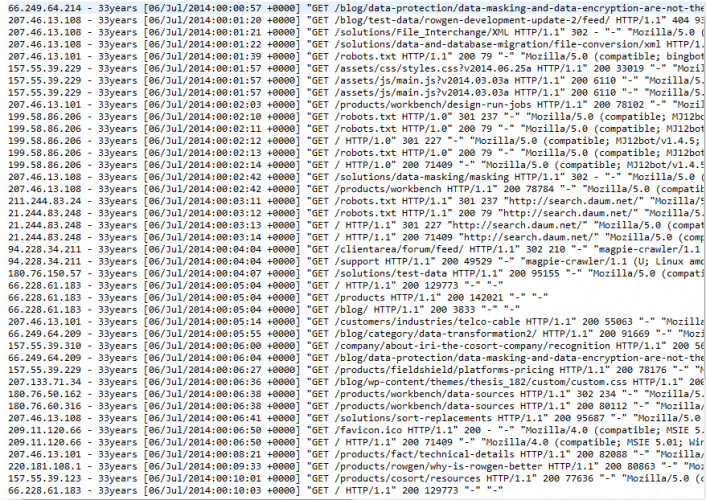 66.249.64.214 - 33years [06/Jul/2014:00:00:57 +0000] "GET /blog/data-protection/data-masking-and-data-encryption-are-not-the
207.46.13.108 - 33years [06/Jul/2014:00:01:20 +0000] "GET /blog/test-data/rowgen-development-update-2/feed/ HTTP/1.1" 404 93
207.46.13.108 - 33years [06/Jul/2014:00:01:21 +0000] "GET /solutions/File_Interchange/XML HTTP/1.1" 302 - "-" "Mozilla/5.0 (
207.46.13.108 - 33years [06/Jul/2014:00:01:22 +0000] "GET /solutions/data-and-database-migration/file-conversion/xml HTTP/1.
207.46.13.101 - 33years [06/Jul/2014:00:01:39 +0000] "GET /robots.txt HTTP/1.1" 200 79 "-" "Mozilla/5.0 (compatible; bingbot
157.55.39.229 - 33years [06/Jul/2014:00:01:57 +0000] "GET /assets/css/styles.css?v2014.06.25a HTTP/1.1" 200 33019 "-" "Mozil
157.55.39.229 - 33years [06/Jul/2014:00:01:57 +0000] "GET /assets/js/main.js?v2014.03.03a HTTP/1.1" 200 6110 "-" "Mozilla/5.
157.55.39.229 - 33years [06/Jul/2014:00:01:57 +0000] "GET /assets/js/main.js?v2014.03.03a HTTP/1.1" 200 6110 "-" "Mozilla/5.
207.46.13.101 - 33years [06/Jul/2014:00:02:03 +0000] "GET /products/workbench/design-run-jobs HTTP/1.1" 200 78102 "-" "Mozil
199.58.86.206 - 33years [06/Jul/2014:00:02:10 +0000] "GET /robots.txt HTTP/1.0" 301 237 "-" "Mozilla/5.0 (compatible; MJ12bot
199.58.86.206 - 33years [06/Jul/2014:00:02:11 +0000] "GET /robots.txt HTTP/1.0" 200 79 "-" "Mozilla/5.0 (compatible; MJ12bot/
199.58.86.206 - 33years [06/Jul/2014:00:02:12 +0000] "GET / HTTP/1.0" 301 227 "-" "Mozilla/5.0 (compatible; MJ12bot/v1.4.5;
199.58.86.206 - 33years [06/Jul/2014:00:02:13 +0000] "GET /robots.txt HTTP/1.0" 200 79 "-" "Mozilla/5.0 (compatible; MJ12bot/
199.58.86.206 - 33years [06/Jul/2014:00:02:14 +0000] "GET / HTTP/1.0" 200 71409 "-" "Mozilla/5.0 (compatible; MJ12bot/v1.4.5
207.46.13.108 - 33years [06/Jul/2014:00:02:42 +0000] "GET /solutions/data-masking/masking HTTP/1.1" 302 - "-" "Mozilla/5.0 (
207.46.13.108 - 33years [06/Jul/2014:00:02:42 +0000] "GET /products/workbench HTTP/1.1" 200 78784 "-" "Mozilla/5.0 (compatib
211.244.83.24 - 33years [06/Jul/2014:00:03:11 +0000] "GET /robots.txt HTTP/1.1" 301 237 "http://search.daum.net/" "Mozilla/5
21.244.83.248 - 33years [06/Jul/2014:00:03:12 +0000] "GET /robots.txt HTTP/1.1" 200 79 "http://search.daum.net/" "Mozilla/5.
21.244.83.248 - 33years [06/Jul/2014:00:03:13 +0000] "GET / HTTP/1.1" 301 227 "http://search.daum.net/" "Mozilla/5.0 (compat
21.244.83.248 - 33years [06/Jul/2014:00:03:14 +0000] "GET / HTTP/1.1" 200 71409 "http://search.daum.net/" "Mozilla/5.0 (comp
94.228.34.211 - 33years [06/Jul/2014:00:04:04 +0000] "GET /clientarea/forum/feed/ HTTP/1.1" 302 210 "-" "magpie-crawler/1.1
94.228.34.211 - 33years [06/Jul/2014:00:04:04 +0000] "GET /support HTTP/1.1" 200 49529 "-" "magpie-crawler/1.1 (U; Linux amd
180.76.150.57 - 33years [06/Jul/2014:00:04:07 +0000] "GET /solutions/test-data HTTP/1.1" 200 95155 "-" "Mozilla/5.0 (compati
66.228.61.183 - 33years [06/Jul/2014:00:05:04 +0000] "GET / HTTP/1.1" 200 129773 "-" "-"
66.228.61.183 - 33years [06/Jul/2014:00:05:04 +0000] "GET /products HTTP/1.1" 200 142021 "-" "-"
66.228.61.183 - 33years [06/Jul/2014:00:05:04 +0000] "GET /blog/ HTTP/1.1" 200 3833 "-" "-"
207.46.13.101 - 33years [06/Jul/2014:00:05:14 +0000] "GET /customers/industries/telco-cable HTTP/1.1" 200 55063 "-" "Mozilla
66.249.64.209 - 33years [06/Jul/2014:00:05:55 +0000] "GET /blog/category/data-transformation2/ HTTP/1.1" 200 91669 "-" "Mozi
157.55.39.310 - 33years [06/Jul/2014:00:06:00 +0000] "GET /company/about-iri-the-cosort-company/recognition HTTP/1.1" 200 56
66.249.64.209 - 33years [06/Jul/2014:00:06:04 +0000] "GET /blog/data-protection/data-masking-and-data-encryption-are-not-the
157.55.39.229 - 33years [06/Jul/2014:00:06:27 +0000] "GET /products/fieldshield/platforms-pricing HTTP/1.1" 200 78176 "-" "M
207.133.71.34 - 33years [06/Jul/2014:00:06:36 +0000] "GET /blog/wp-content/themes/thesis_182/custom/custom.css HTTP/1.1" 200
180.76.50.162 - 33years [06/Jul/2014:00:06:38 +0000] "GET /products/workbench/data-sources HTTP/1.1" 302 234 "-" "Mozilla/5.
180.76.60.316 - 33years [06/Jul/2014:00:06:38 +0000] "GET /products/workbench/data-sources HTTP/1.1" 200 80112 "-" "Mozilla/
207.46.13.108 - 33years [06/Jul/2014:00:06:41 +0000] "GET /solutions/sort-replacements HTTP/1.1" 200 95687 "-" "Mozilla/5.0
209.11.120.66 - 33years [06/Jul/2014:00:06:50 +0000] "GET /favicon.ico HTTP/1.1" 200 - "-" "Mozilla/4.0 (compatible; MSIE 5.
209.11.120.66 - 33years [06/Jul/2014:00:06:50 +0000] "GET / HTTP/1.1" 200 71409 "-" "Mozilla/4.0 (compatible; MSIE 5.01; Win
207.46.13.101 - 33years [06/Jul/2014:00:08:21 +0000] "GET /products/fact/technical-details HTTP/1.1" 200 82088 "-" "Mozilla/
220.181.108.1 - 33years [06/Jul/2014:00:09:33 +0000] "GET /products/rowgen/why-is-rowgen-better HTTP/1.1" 200 80863 "-" "Moz
157.55.39.123 - 33years [06/Jul/2014:00:10:01 +0000] "GET /products/cosort/resources HTTP/1.1" 200 77636 "-" "Mozilla/5.0 (c
66.228.61.183 - 33years [06/Jul/2014:00:10:03 +0000] "GET / HTTP/1.1" 200 129773 "-" "-"